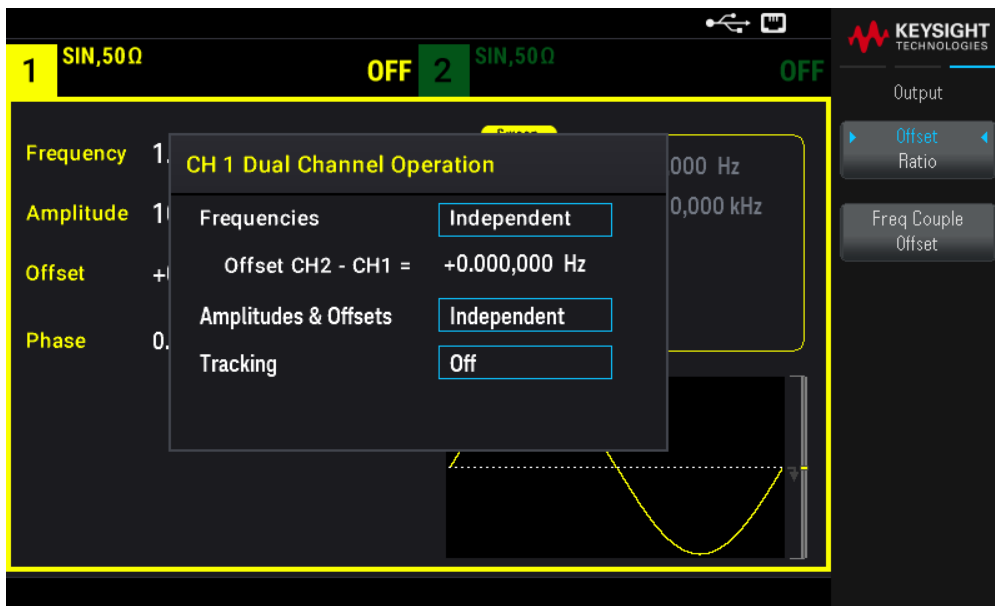 KEYSIGHT
TECHNOLOGIES
1 SIN,50Ω OFF 2 SIN,50Ω OFF
Output
Offset
Ratio
Freq Couple
Offset
Frequency 1.
Amplitude
Offset
Phase 0.
CH 1 Dual Channel Operation
Frequencies Independent
Offset CH2 - CH1 = +0.000,000 Hz
Amplitudes & Offsets Independent
Tracking Off
000 Hz
0,000 kHz